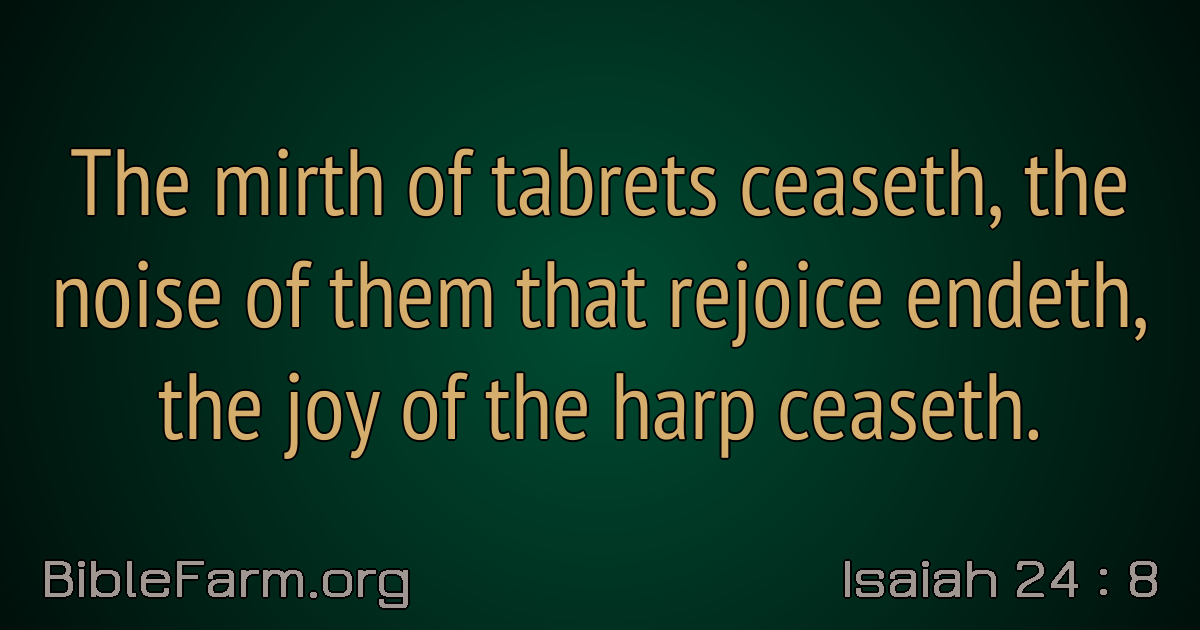 The mirth of tabrets ceaseth, the
noise of them that rejoice endeth,
the joy of the harp ceaseth.
BibleFarm.org
Isaiah 24 : 8